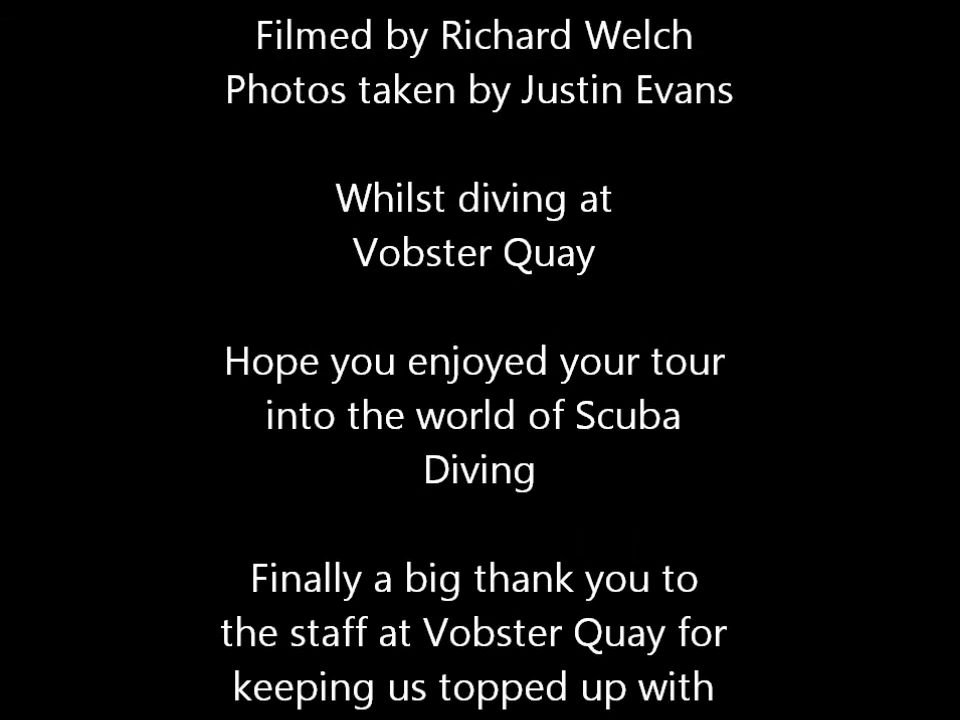 Filmed by Richard Welch
Photos taken by Justin Evans
Whilst diving at
Vobster Quay
Hope you enjoyed your tour
into the world of Scuba
Diving
Finally a big thank you to
the staff at Vobster Quay for
keeping us topped up with